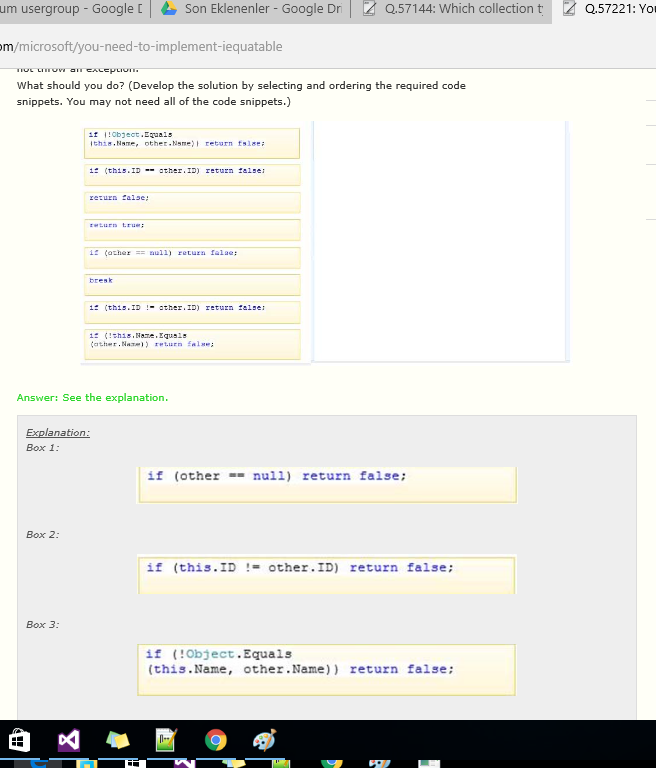 um usergroup - Google D
Son Eklenenler - Google Dri
Q.57144: Which collection ty
Q.57221: You
om/microsoft/you-need-to-implement-iequatable
not throw an exception.
What should you do? (Develop the solution by selecting and ordering the required code
snippets. You may not need all of the code snippets.)
if (!Object.Equals
(this.Name, other.Name)) return false;
if (this.ID == other.ID) return false;
return false;
return true;
if (other == null) return false;
break
if (this.ID != other.ID) return false;
if (!this.Name.Equals
(other.Name)) return false;
Answer: See the explanation.
Explanation:
Box 1:
if (other == null) return false;
Box 2:
if (this.ID != other.ID) return false;
Box 3:
if (!Object.Equals
(this.Name, other.Name)) return false;